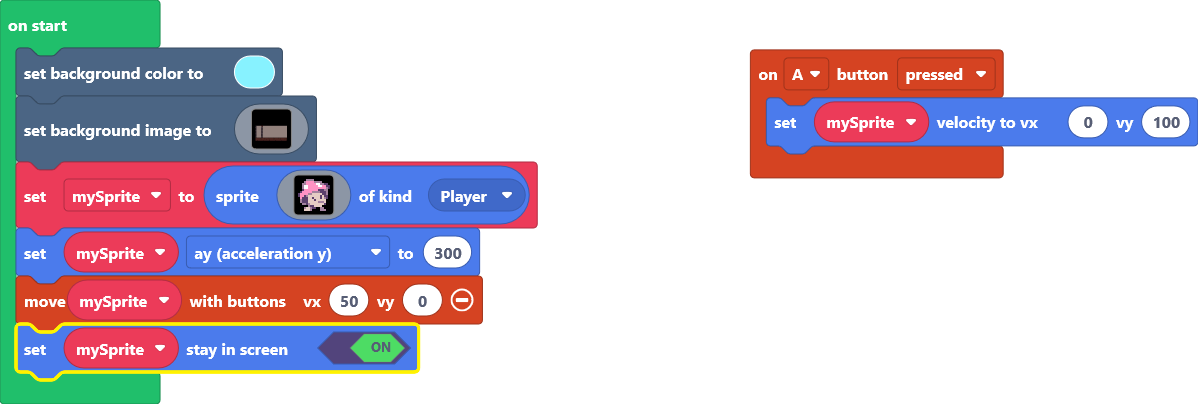 on start
set background color to
set background image to
set mySprite to sprite of kind Player
set mySprite ay (acceleration y) to 300
move mySprite with buttons vx 50 vy 0
set mySprite stay in screen ON
on A button pressed
set mySprite velocity to vx 0 vy 100